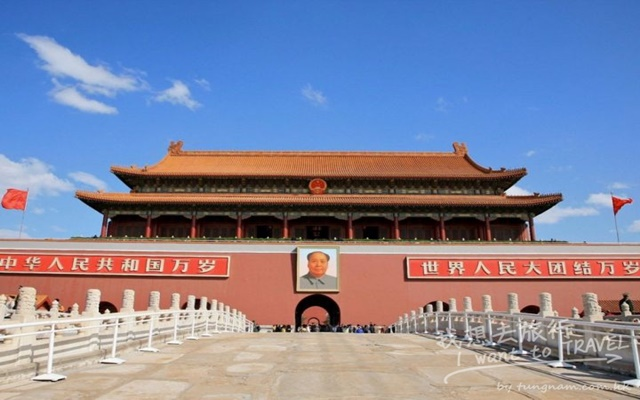 中华人民共和国万岁
世界人民大团结万岁
我想去旅行
I want to TRAVEL...
by tungnam.com.hk